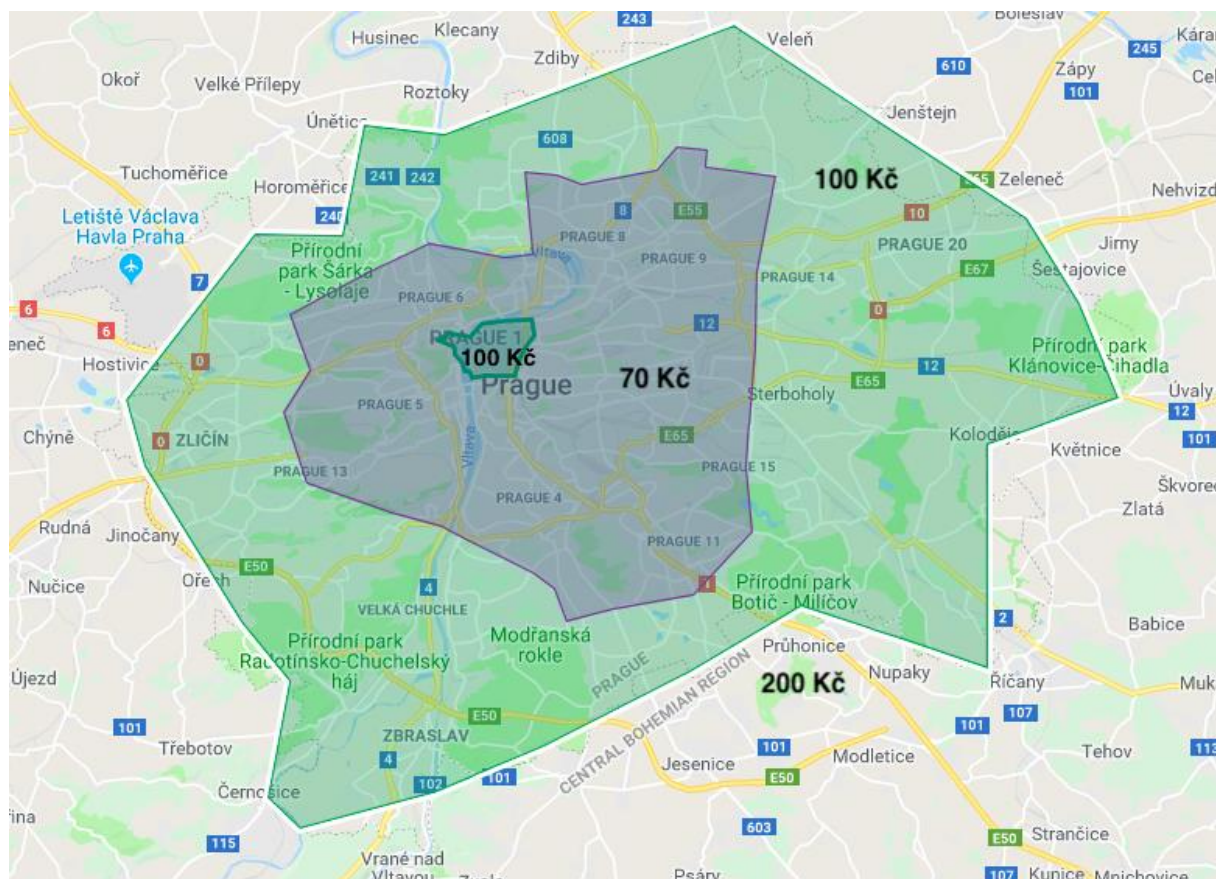 243
Boleslav
Husinec
Klecany
Veleň
Káran
245
Zdiby
610
Zápy
Okoř
Velké Přílepy
Roztoky
101
Jenštejn
Únětice
608
Tuchoměřice
241
242
100 Kč
E65
Zeleneč
Horoměřice
Nehvizd
Letiště Václava
Havla Praha
240
8
E55
10
PRAGUE 8
PRAGUE 20
Jirny
Přírodní
park Šárka
- Lysolaje
Vltava
PRAGUE 9
PRAGUE 14
E67
Šestajovice
7
6
PRAGUE 6
0
6
12
eneč
PRAGUE 1
Hostivice
0
100 Kč
Přírodní park
Klánovice-Čihadla
Prague
70 Kč
E65
12
Sterboholy
Úvaly
PRAGUE 5
12
Chýně
0
ZLIČÍN
E65
Koloděje
101
Květnice
Vltava
PRAGUE 13
PRAGUE 15
Škvorec
PRAGUE 4
Zlatá
Rudná
Jinočany
PRAGUE 11
E50
Ořech
Nučice
4
1
Přírodní park
Botič - Milíčov
VELKÁ CHUCHLE
2
Babice
Přírodní park
Radotínsko-Chuchelský
háj
Modřanská
rokle
Průhonice
PRAGUE
Nupaky
Újezd
200 Kč
Říčany
Muk
CENTRAL BOHEMIAN REGION
101
E50
101
107
Třebotov
ZBRASLAV
101
Tehov
113
4
Jesenice
Modletice
102
101
E50
Černošice
603
115
Strančice
E50
Vrané nad
Vltavou
Psáry
107
Kunice
Mnichovice